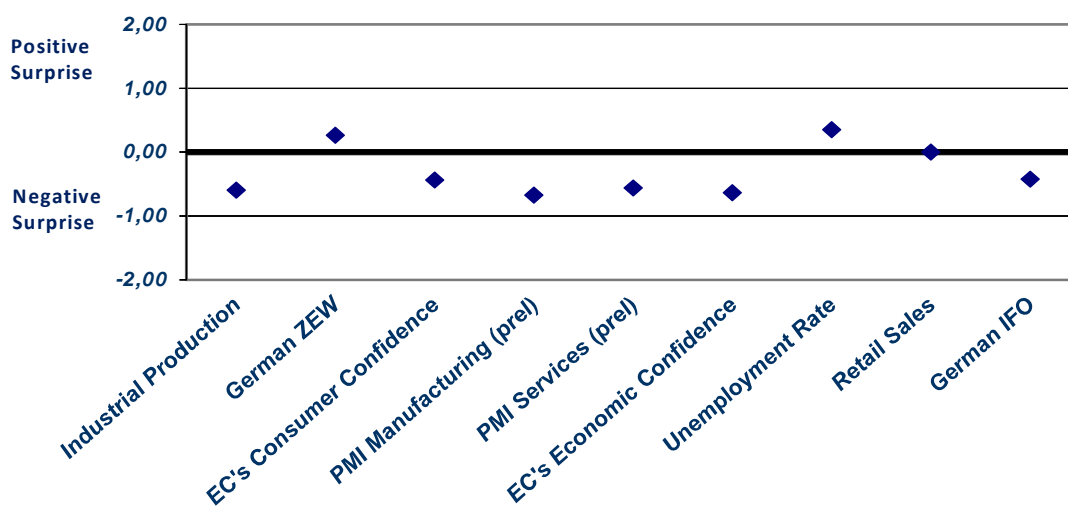 2,00
Positive
Surprise
1,00
0,00
Negative
Surprise
-1,00
-2,00
Industrial Production
German ZEW
EC's Consumer Confidence
PMI Manufacturing (prel)
PMI Services (prel)
EC's Economic Confidence
Unemployment Rate
Retail Sales
German IFO